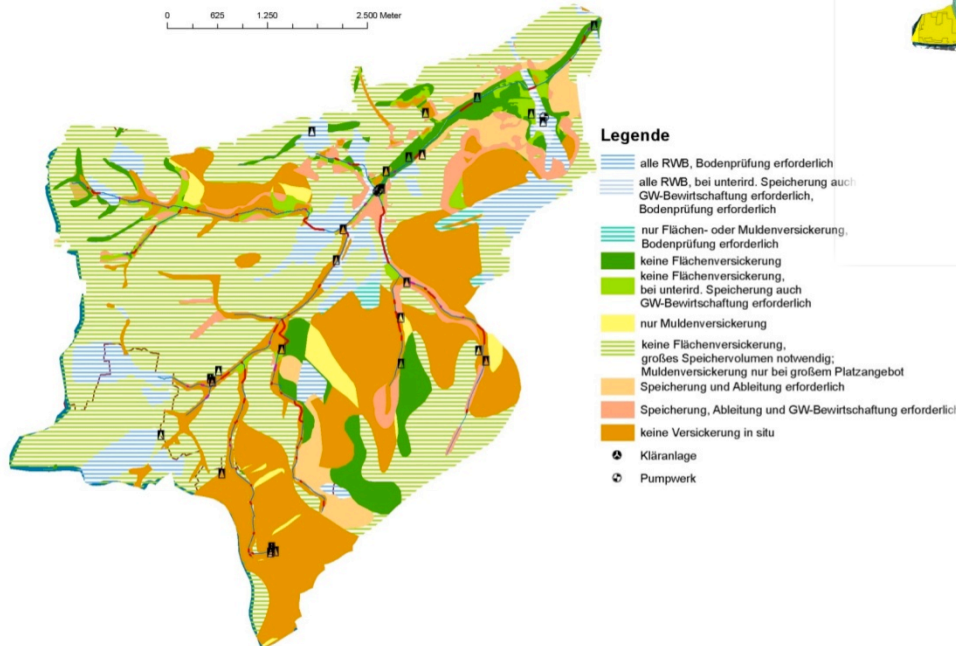 0 625 1.250 2.500 Meter
Legende
alle RWB, Bodenprüfung erforderlich
alle RWB, bei unterird. Speicherung auch
GW-Bewirtschaftung erforderlich,
Bodenprüfung erforderlich
nur Flächen- oder Muldenversickerung,
Bodenprüfung erforderlich
keine Flächenversickerung
keine Flächenversickerung,
bei unterird. Speicherung auch
GW-Bewirtschaftung erforderlich
nur Muldenversickerung
keine Flächenversickerung,
großes Speichervolumen notwendig;
Muldenversickerung nur bei großem Platzangebot
Speicherung und Ableitung erforderlich
Speicherung, Ableitung und GW-Bewirtschaftung erforderlich
keine Versickerung in situ
Kläranlage
Pumpwerk